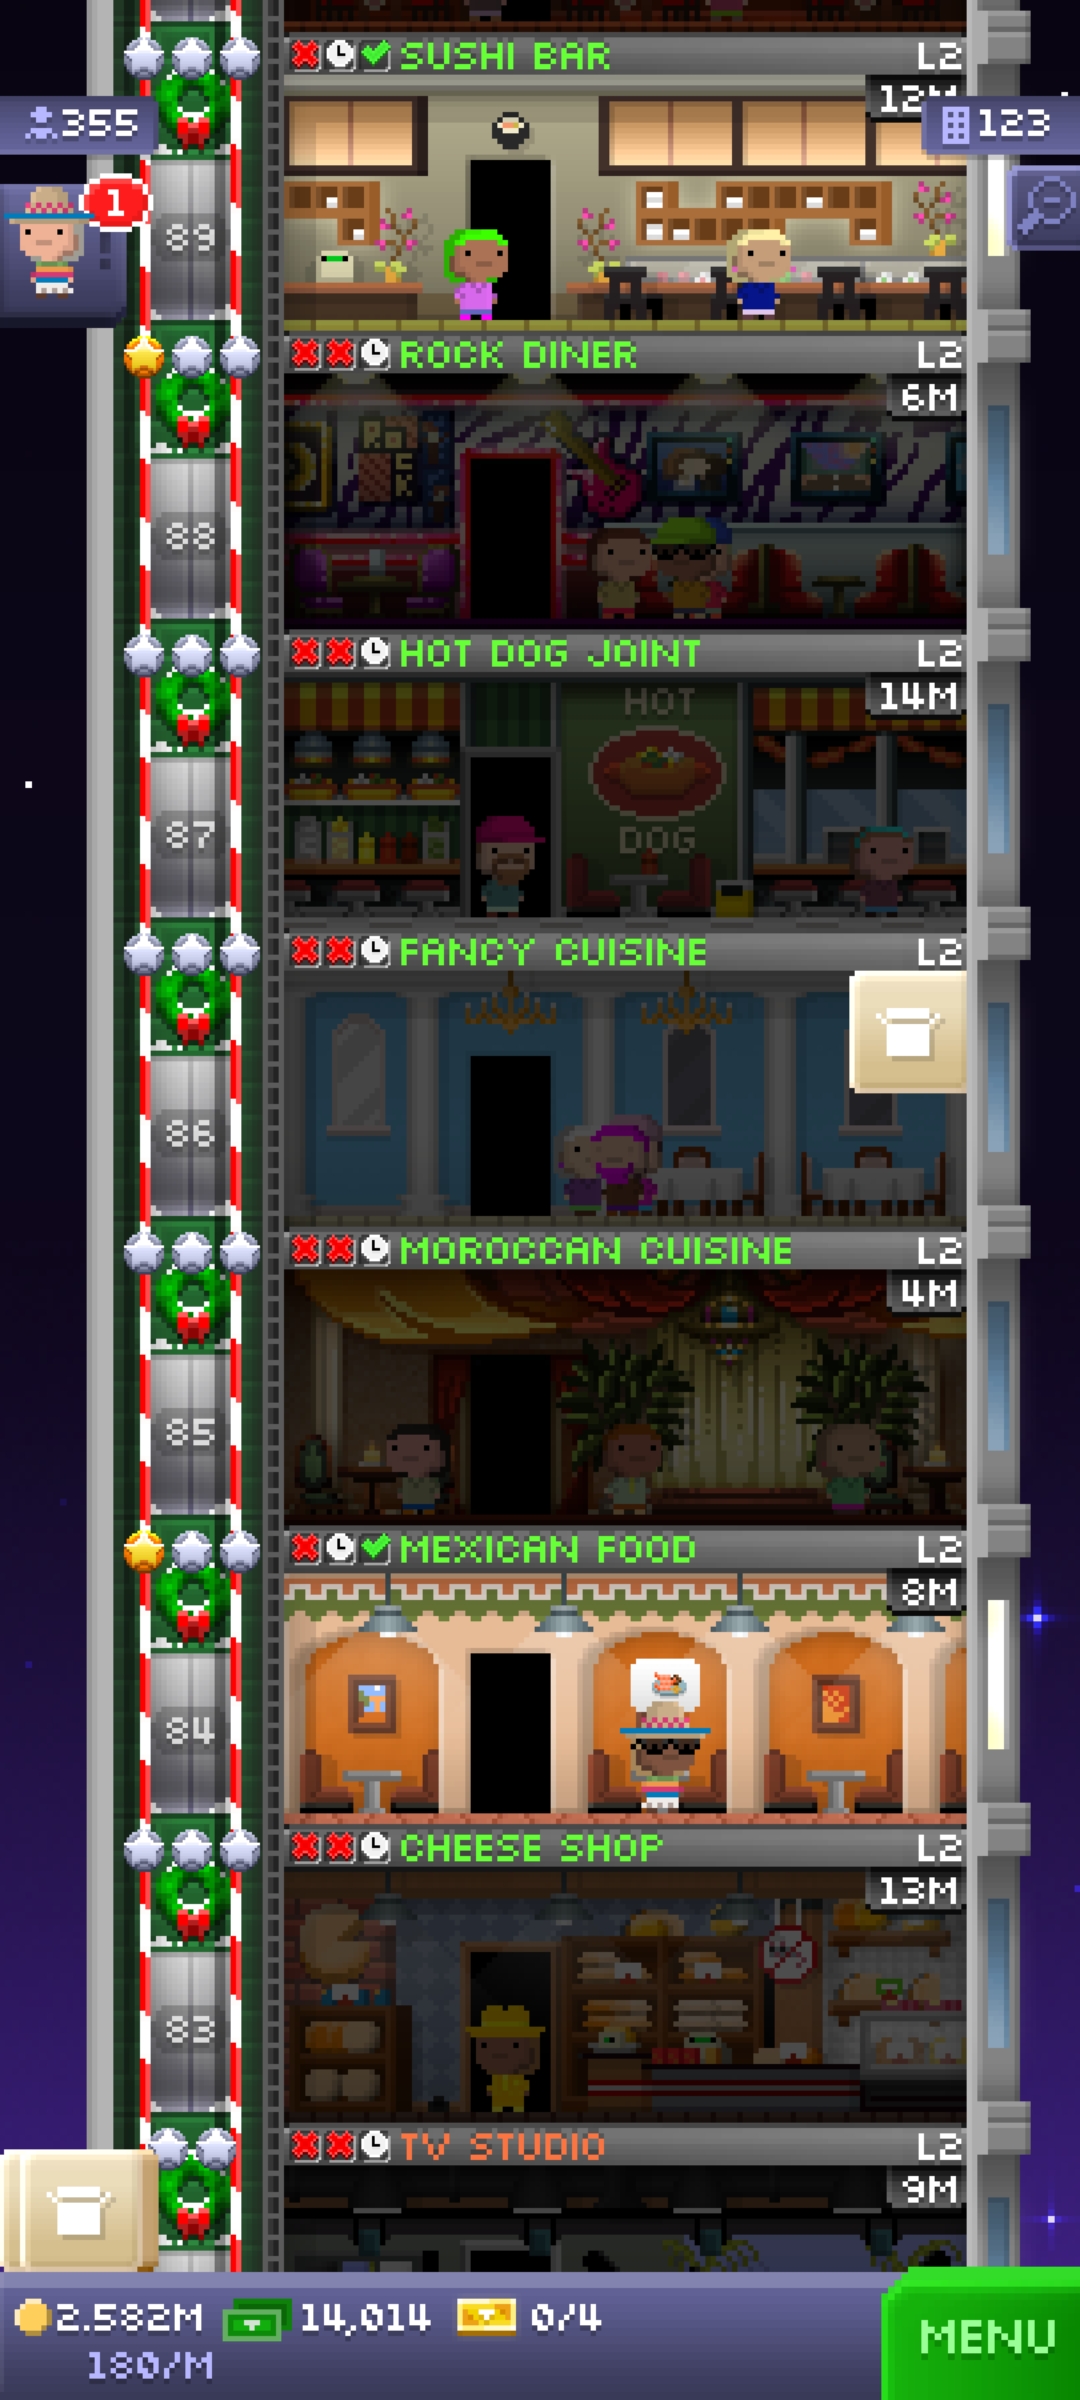 SUSHI BAR L2
12M
355
123
1
89
ROCK DINER L2
6M
ROCK
88
HOT DOG JOINT L2
14M
HOT
DOG
87
FANCY CUISINE L2
86
MOROCCAN CUISINE L2
4M
85
MEXICAN FOOD L2
8M
84
CHEESE SHOP L2
13M
83
TV STUDIO L2
9M
2.582M 14,014 0/4
180/M
MENU